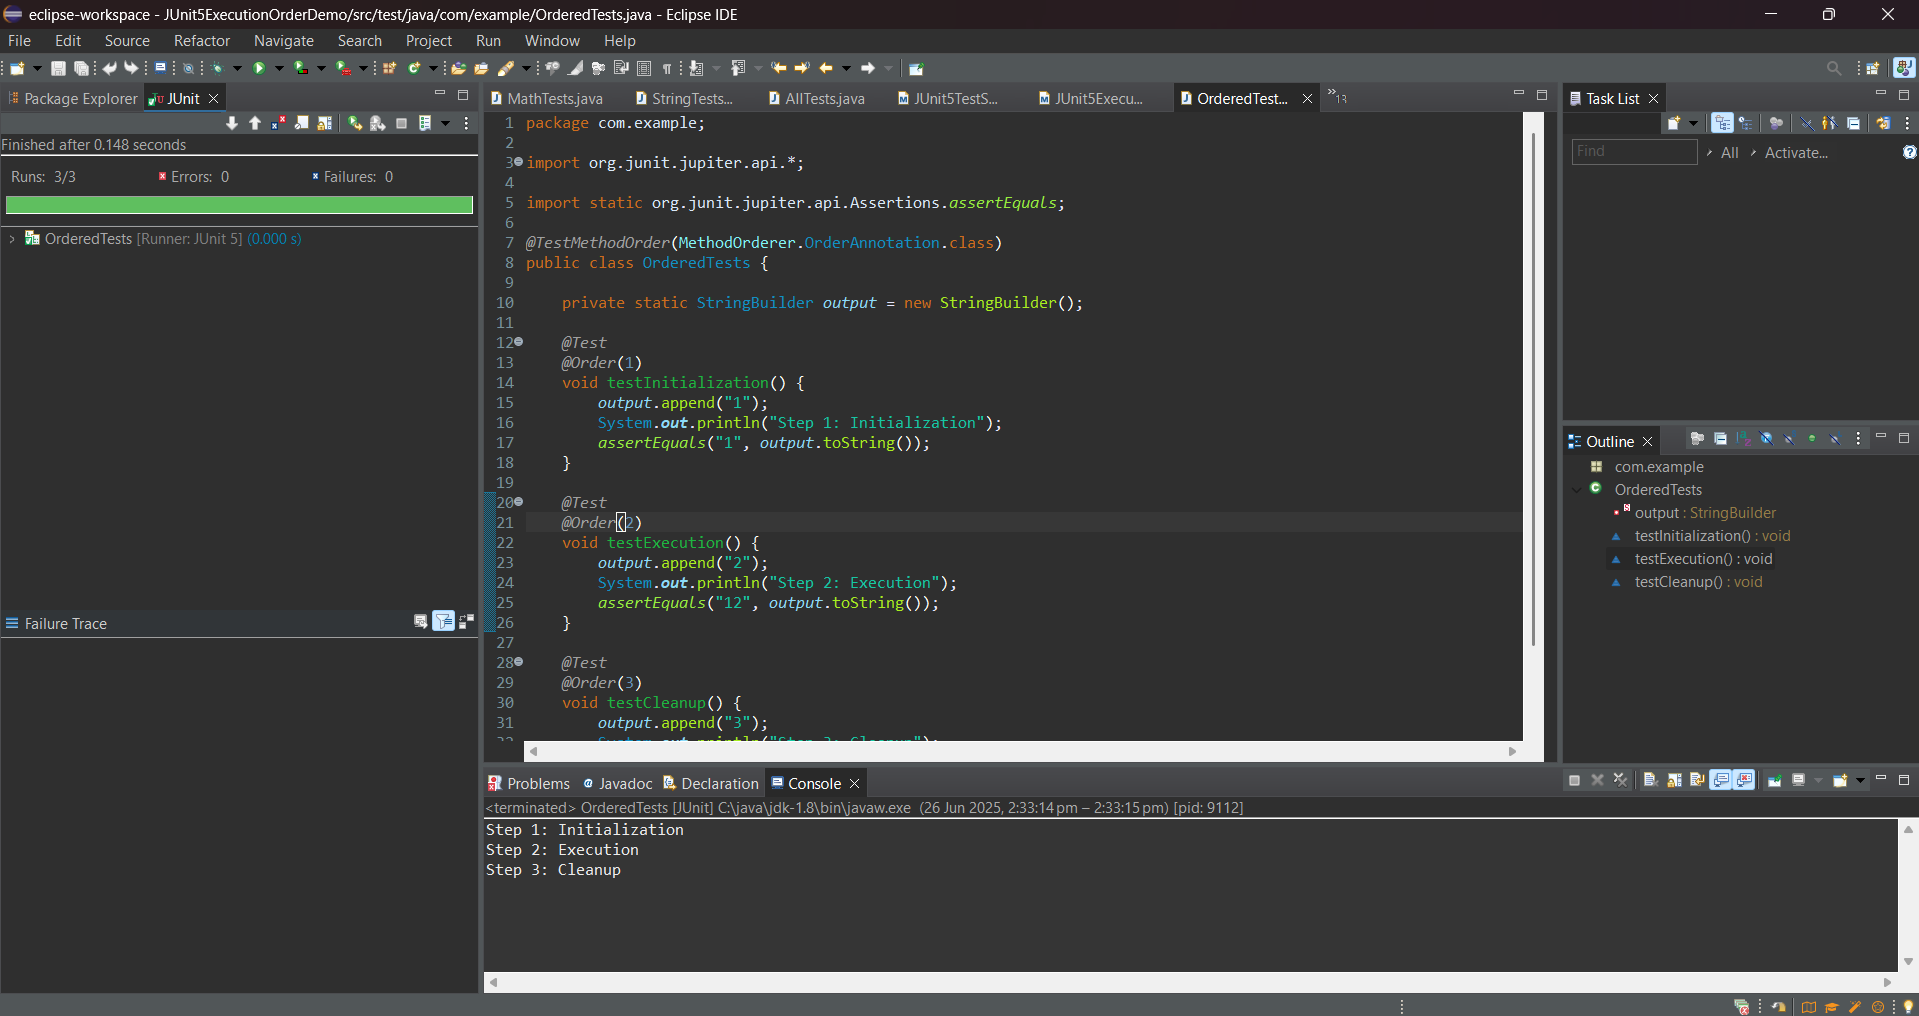 eclipse-workspace - JUnit5ExecutionOrderDemo/src/test/java/com/example/OrderedTests.java - Eclipse IDE
File Edit Source Refactor Navigate Search Project Run Window Help
Package Explorer JUnit
Finished after 0.148 seconds
Runs: 3/3 Errors: 0 Failures: 0
OrderedTests [Runner: JUnit 5] (0.000 s)
Failure Trace
MathTests.java StringTests... AllTests.java JUnit5TestS... JUnit5Execu... OrderedTest... »13
1 package com.example;
2
3 import org.junit.jupiter.api.*;
4
5 import static org.junit.jupiter.api.Assertions.assertEquals;
6
7 @TestMethodOrder(MethodOrderer.OrderAnnotation.class)
8 public class OrderedTests {
9
10 private static StringBuilder output = new StringBuilder();
11
12 @Test
13 @Order(1)
14 void testInitialization() {
15 output.append("1");
16 System.out.println("Step 1: Initialization");
17 assertEquals("1", output.toString());
18 }
19
20 @Test
21 @Order(2)
22 void testExecution() {
23 output.append("2");
24 System.out.println("Step 2: Execution");
25 assertEquals("12", output.toString());
26 }
27
28 @Test
29 @Order(3)
30 void testCleanup() {
31 output.append("3");
32 System.out.println("Step 3: Cleanup");
Task List
Find All Activate...
Outline
com.example
OrderedTests
output : StringBuilder
testInitialization() : void
testExecution() : void
testCleanup() : void
Problems Javadoc Declaration Console
<terminated> OrderedTests [JUnit] C:\java\jdk-1.8\bin\javaw.exe (26 Jun 2025, 2:33:14 pm – 2:33:15 pm) [pid: 9112]
Step 1: Initialization
Step 2: Execution
Step 3: Cleanup